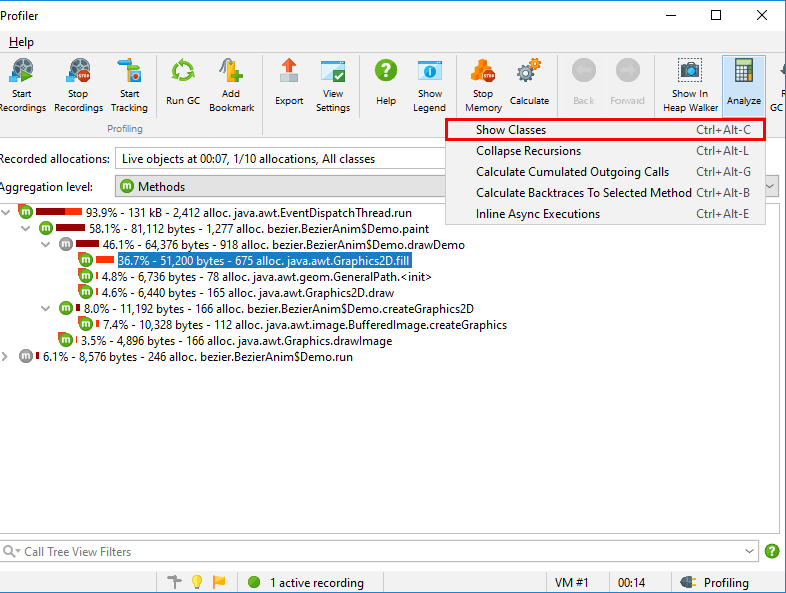 Profiler
Help
Start Recordings
Stop Recordings
Start Tracking
Run GC
Add Bookmark
Export
View Settings
Help
Show Legend
Stop Memory
Calculate
Back
Forward
Show In Heap Walker
Analyze
GC
Profiling
Show Classes Ctrl+Alt-C
Collapse Recursions Ctrl+Alt-L
Calculate Cumulated Outgoing Calls Ctrl+Alt-G
Calculate Backtraces To Selected Method Ctrl+Alt-B
Inline Async Executions Ctrl+Alt-E
Recorded allocations: Live objects at 00:07, 1/10 allocations, All classes
Aggregation level: m Methods
m 93.9% - 131 kB - 2,412 alloc. java.awt.EventDispatchThread.run
m 58.1% - 81,112 bytes - 1,277 alloc. bezier.BezierAnim$Demo.paint
m 46.1% - 64,376 bytes - 918 alloc. bezier.BezierAnim$Demo.drawDemo
m 36.7% - 51,200 bytes - 675 alloc. java.awt.Graphics2D.fill
m 4.8% - 6,736 bytes - 78 alloc. java.awt.geom.GeneralPath.<init>
m 4.6% - 6,440 bytes - 165 alloc. java.awt.Graphics2D.draw
m 8.0% - 11,192 bytes - 166 alloc. bezier.BezierAnim$Demo.createGraphics2D
m 7.4% - 10,328 bytes - 112 alloc. java.awt.image.BufferedImage.createGraphics
m 3.5% - 4,896 bytes - 166 alloc. java.awt.Graphics.drawImage
m 6.1% - 8,576 bytes - 246 alloc. bezier.BezierAnim$Demo.run
Call Tree View Filters
1 active recording VM #1 00:14 Profiling